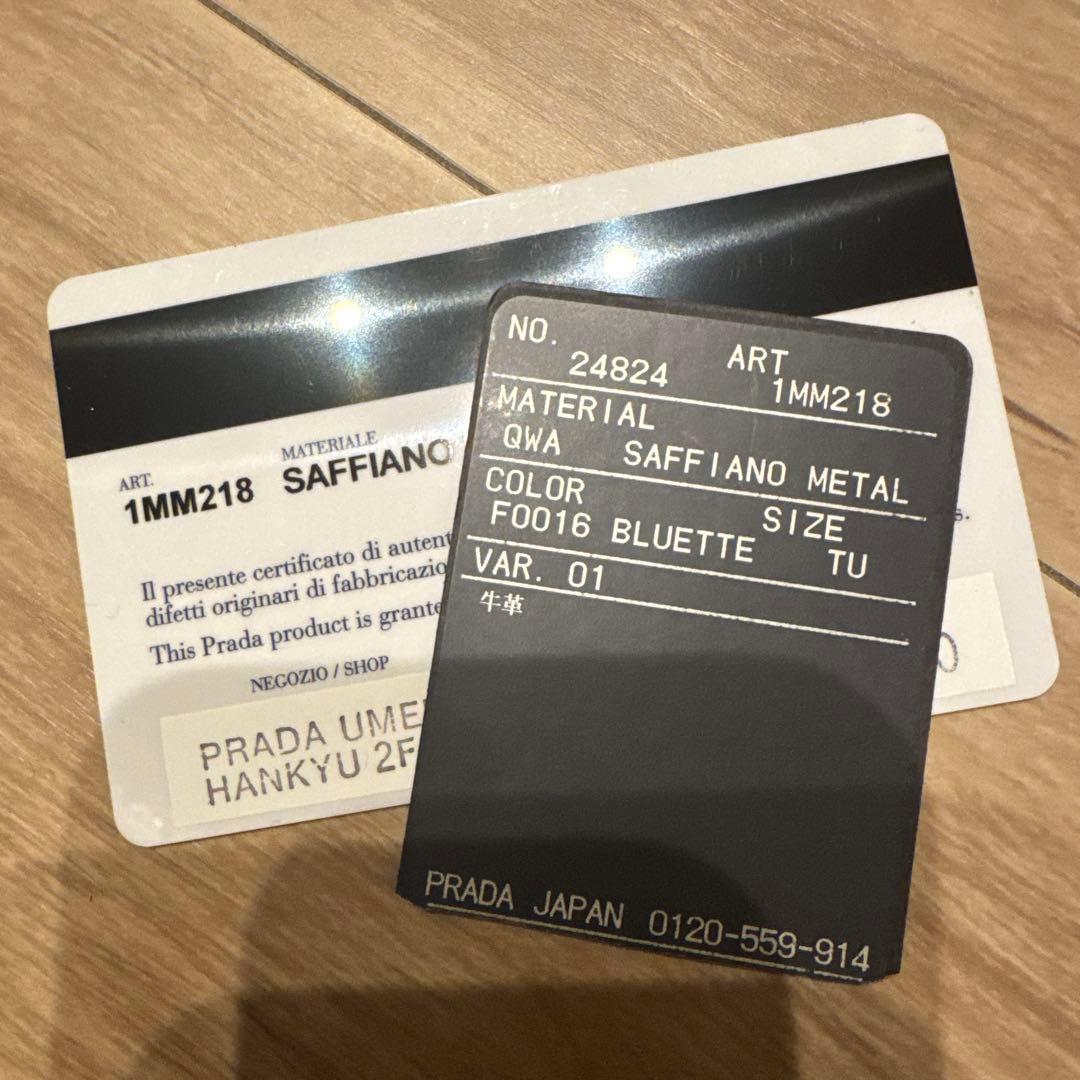 ART.
MATERIALE
1MM218 SAFFIANO
Il presente certificato di autent
difetti originari di fabbricazio
This Prada product is grante
NEGOZIO / SHOP
PRADA UME
HANKYU 2F
s.
NO. ART
24824 1MM218
MATERIAL
QWA SAFFIANO METAL
COLOR SIZE
F0016 BLUETTE TU
VAR. 01
牛革
PRADA JAPAN 0120-559-914